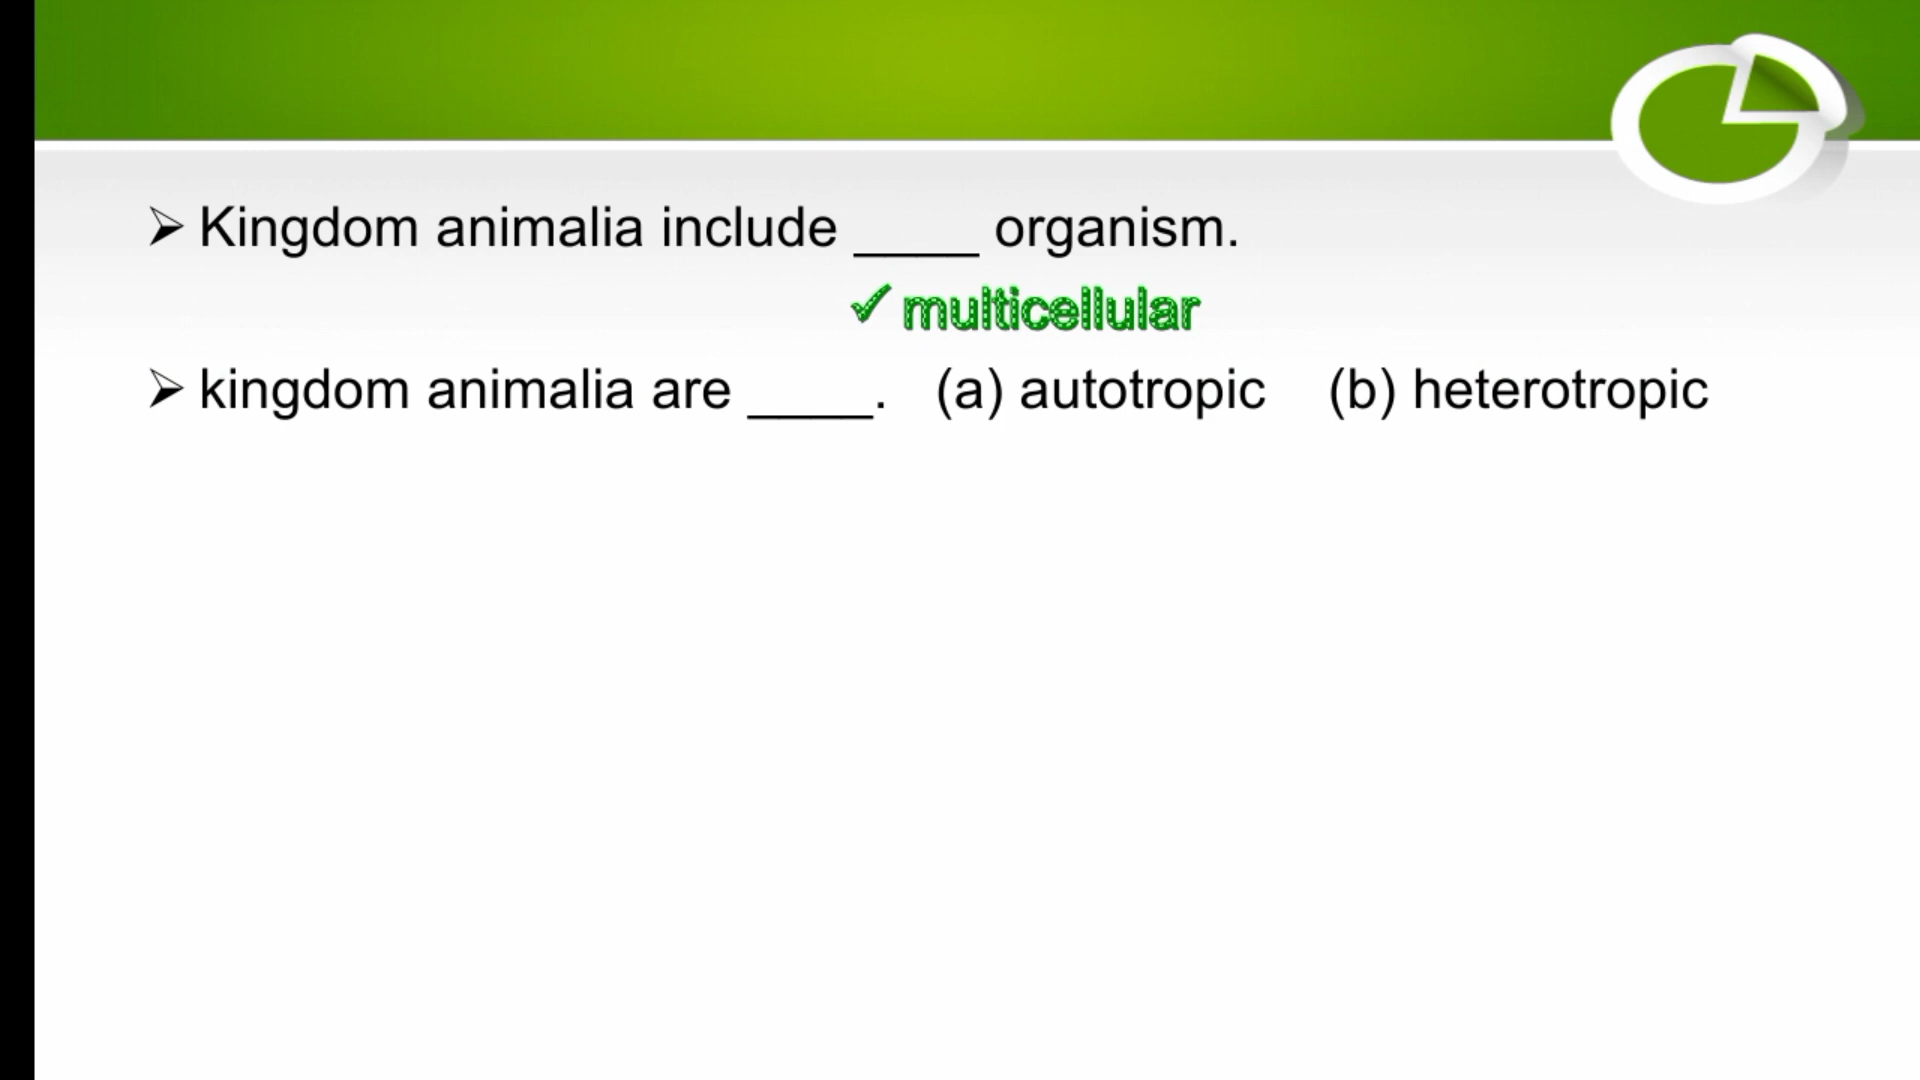 ➢ Kingdom animalia include ____ organism.
✓ multicellular
➢ kingdom animalia are ____. (a) autotropic (b) heterotropic